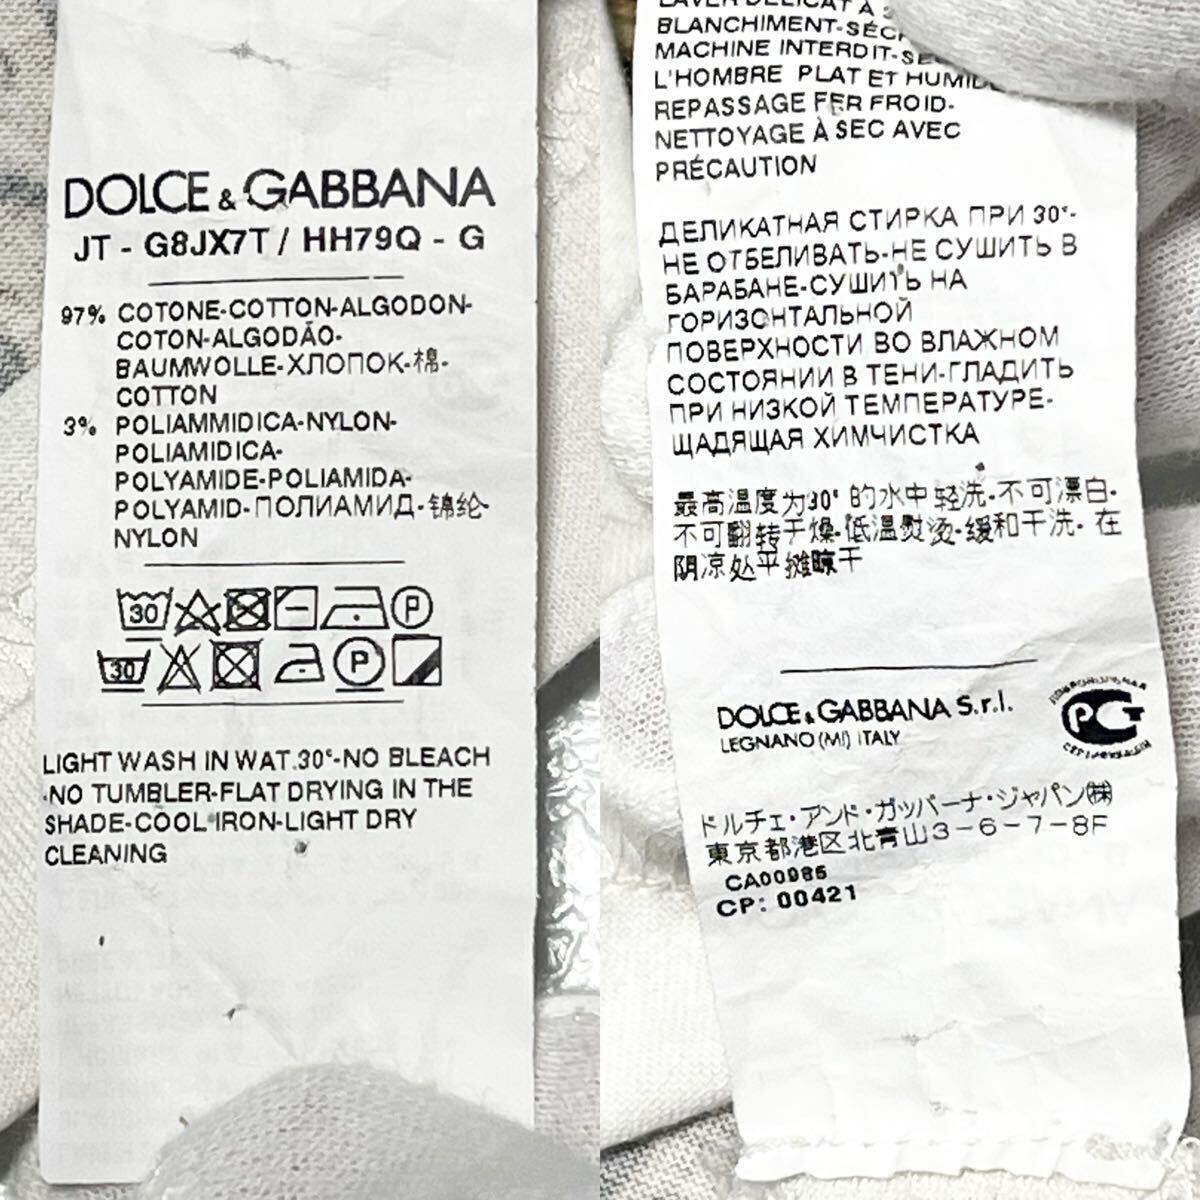 DOLCE & GABBANA
JT - G8JX7T / HH79Q - G
97% COTONE-COTTON-ALGODON-
COTON-ALGODÃO-
BAUMWOLLE-ХЛОПОК-棉-
COTTON
3% POLIAMMIDICA-NYLON-
POLIAMIDICA-
POLYAMIDE-POLIAMIDA-
POLYAMID-ПОЛИАМИД-锦纶-
NYLON
30 P
30 P
LIGHT WASH IN WAT.30°-NO BLEACH
-NO TUMBLER-FLAT DRYING IN THE
SHADE-COOL IRON-LIGHT DRY
CLEANING
LAVER DÉLICAT À
BLANCHIMENT-
MACHINE INTERDIT-
L'HOMBRE PLAT ET
REPASSAGE FER FROID-
NETTOYAGE À SEC AVEC
PRÉCAUTION
ДЕЛИКАТНАЯ СТИРКА ПРИ 30°-
НЕ ОТБЕЛИВАТЬ-НЕ СУШИТЬ В
БАРАБАНЕ-СУШИТЬ НА
ГОРИЗОНТАЛЬНОЙ
ПОВЕРХНОСТИ ВО ВЛАЖНОМ
СОСТОЯНИИ В ТЕНИ-ГЛАДИТЬ
ПРИ НИЗКОЙ ТЕМПЕРАТУРЕ-
ЩАДЯЩАЯ ХИМЧИСТКА
最高温度为30°的水中轻洗-不可漂白-
不可翻转干燥-低温熨烫-缓和干洗-在
阴凉处平摊晾干
DOLCE & GABBANA S.r.l.
LEGNANO (MI) ITALY
ドルチェ・アンド・ガッバーナ・ジャパン㈱
東京都港区北青山3-6-7-8F
CA00985
CP: 00421